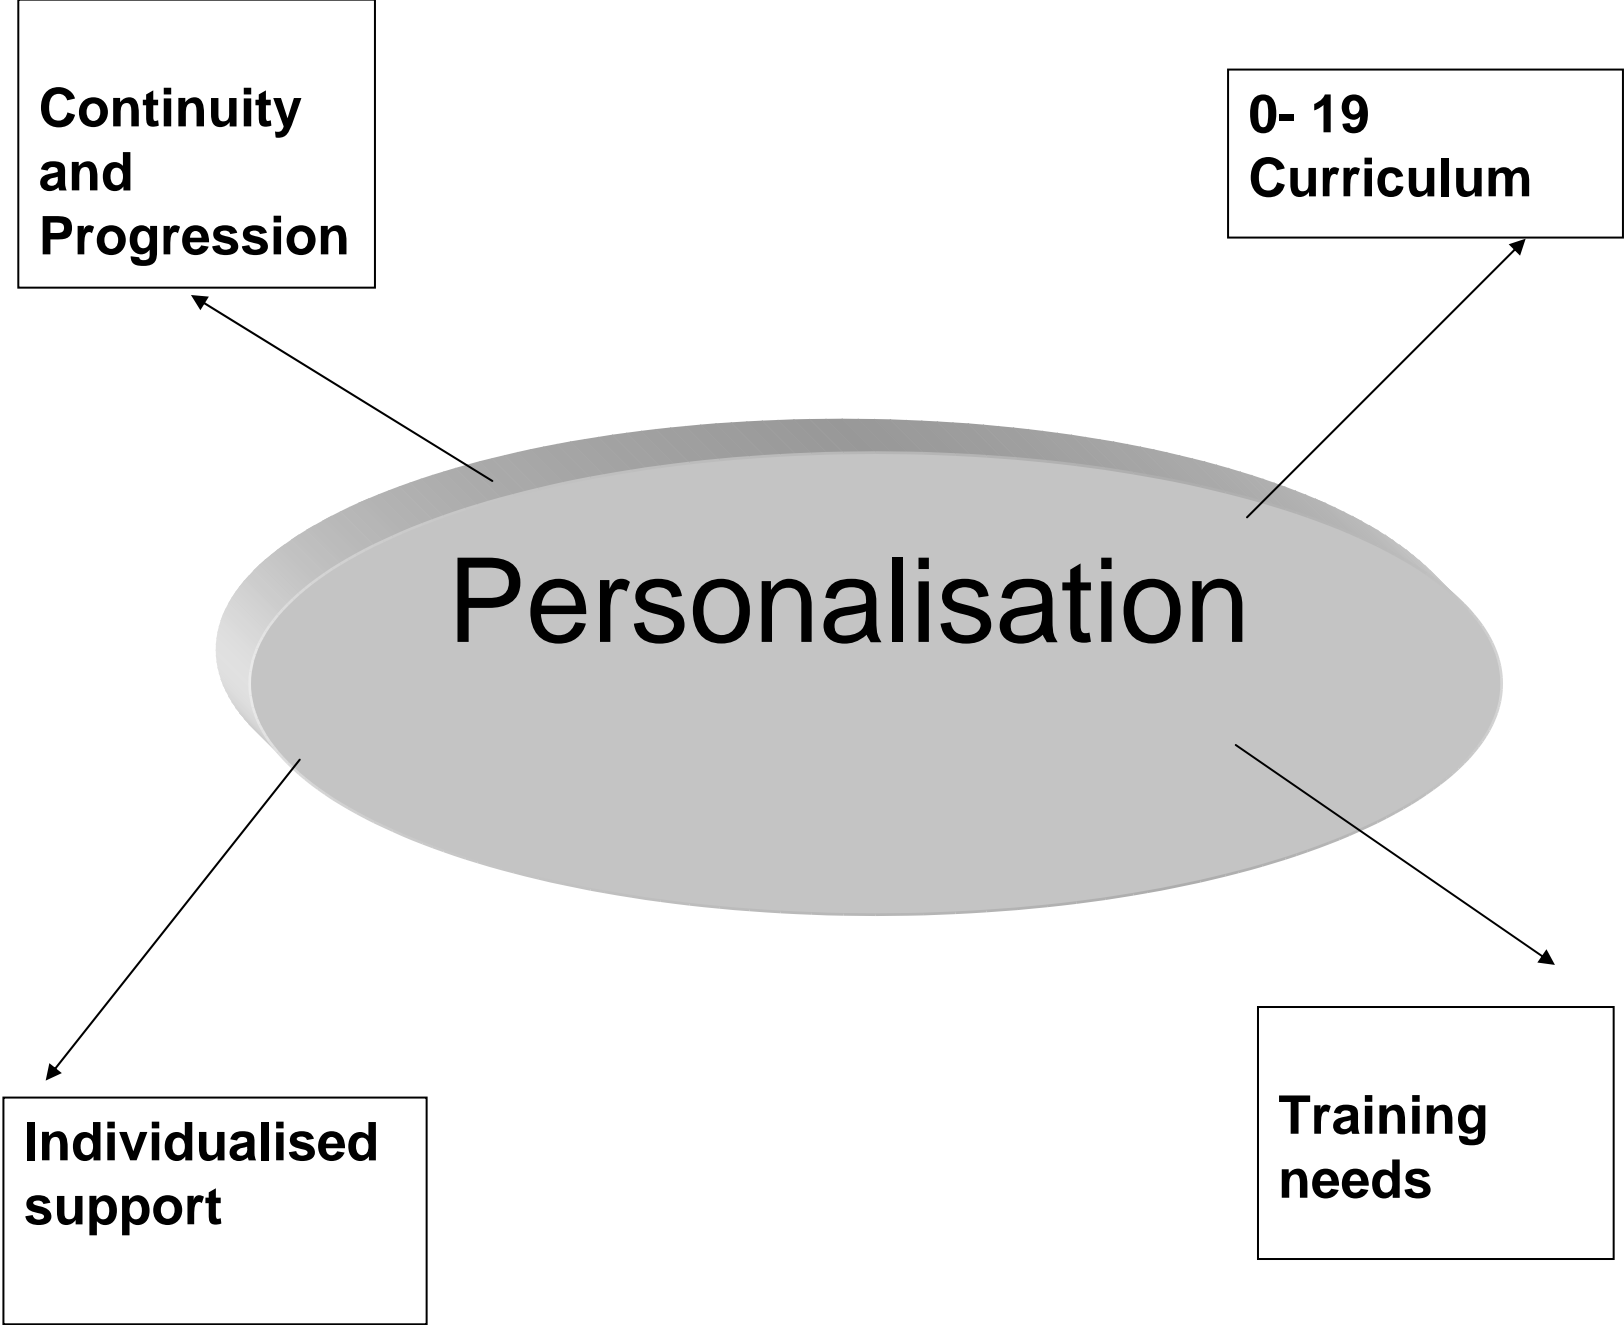 Continuity
and
Progression
0- 19
Curriculum
Personalisation
Individualised
support
Training
needs